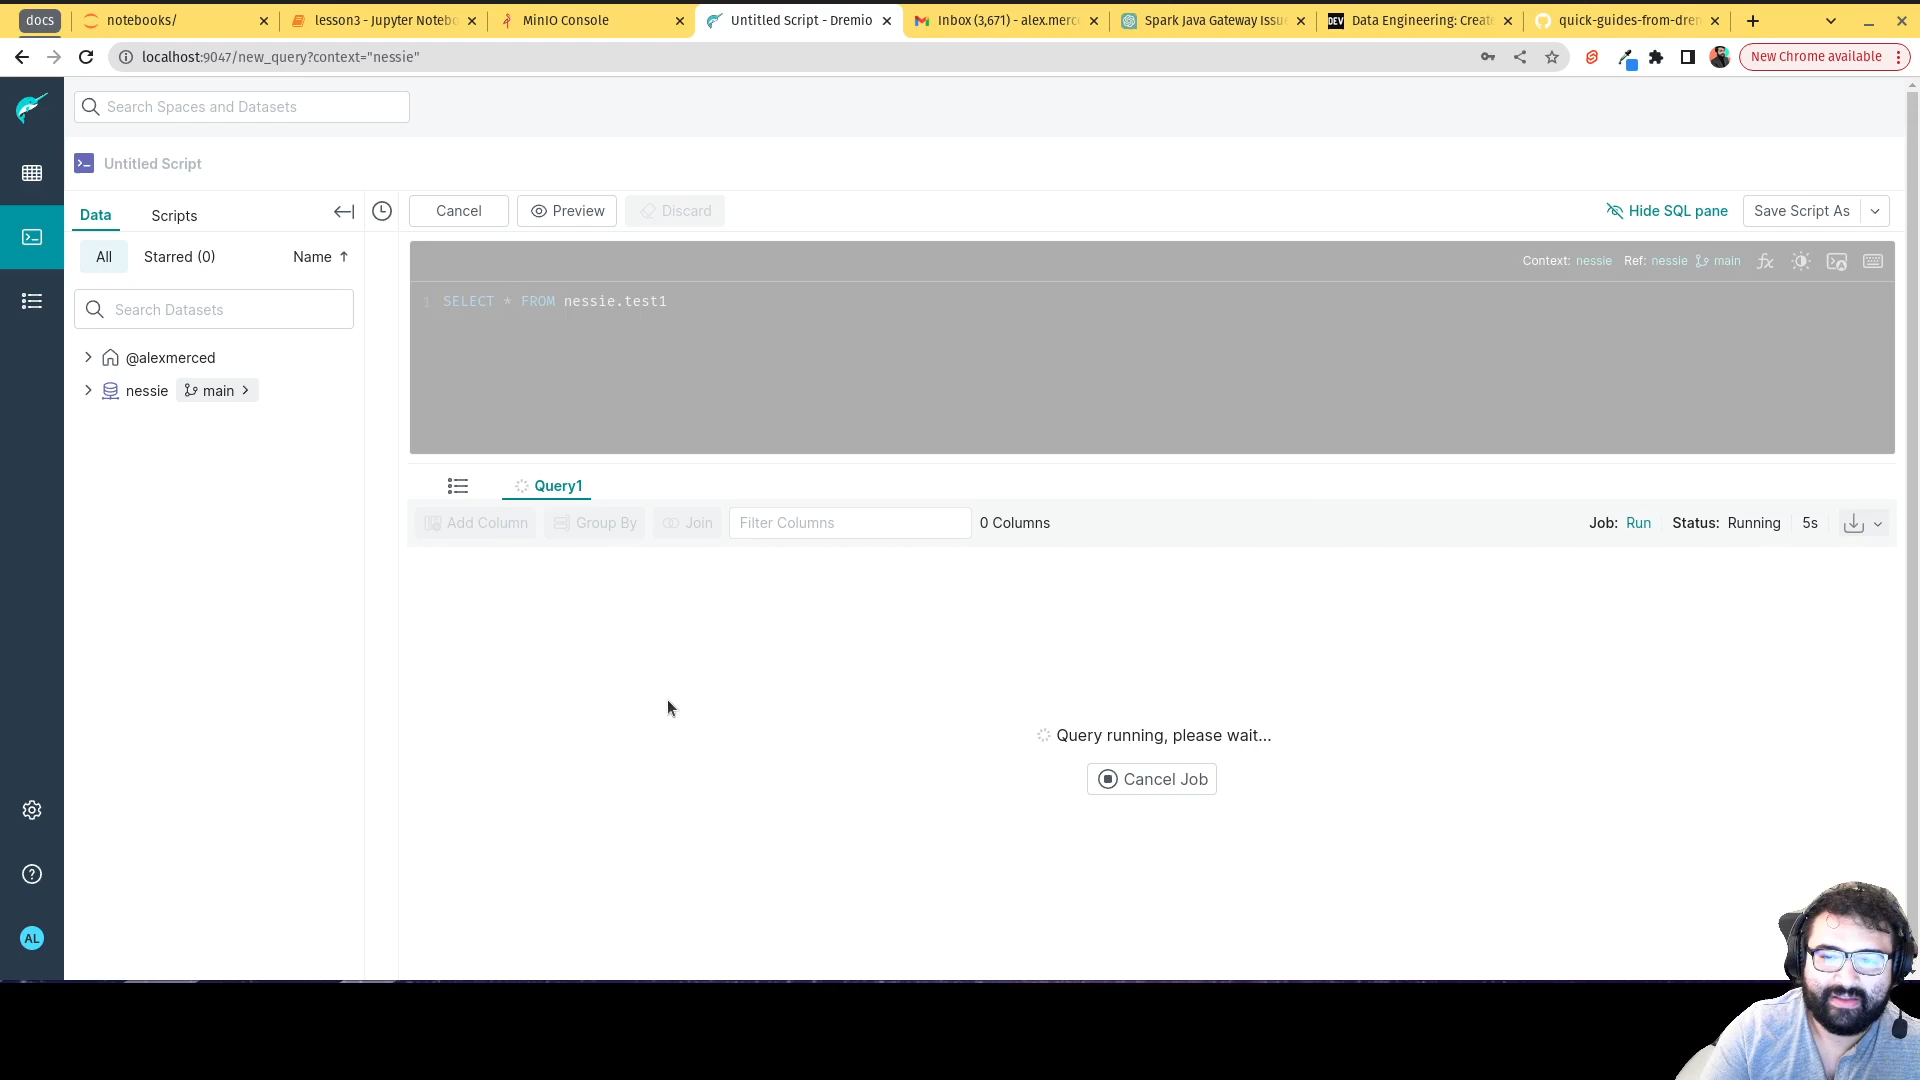 docs
notebooks/
lesson3 - Jupyter Notebo
MinIO Console
Untitled Script - Dremio
Inbox (3,671) - alex.merc
Spark Java Gateway Issu
DEV
Data Engineering: Create
quick-guides-from-dren
localhost:9047/new_query?context="nessie"
New Chrome available
Search Spaces and Datasets
Untitled Script
Data
Scripts
Cancel
Preview
Discard
Hide SQL pane
Save Script As
All
Starred (0)
Name
Context: nessie
Ref: nessie
main
fx
1 SELECT * FROM nessie.test1
Search Datasets
@alexmerced
nessie
main
Query1
Add Column
Group By
Join
Filter Columns
0 Columns
Job: Run
Status: Running
5s
Query running, please wait...
Cancel Job
AL